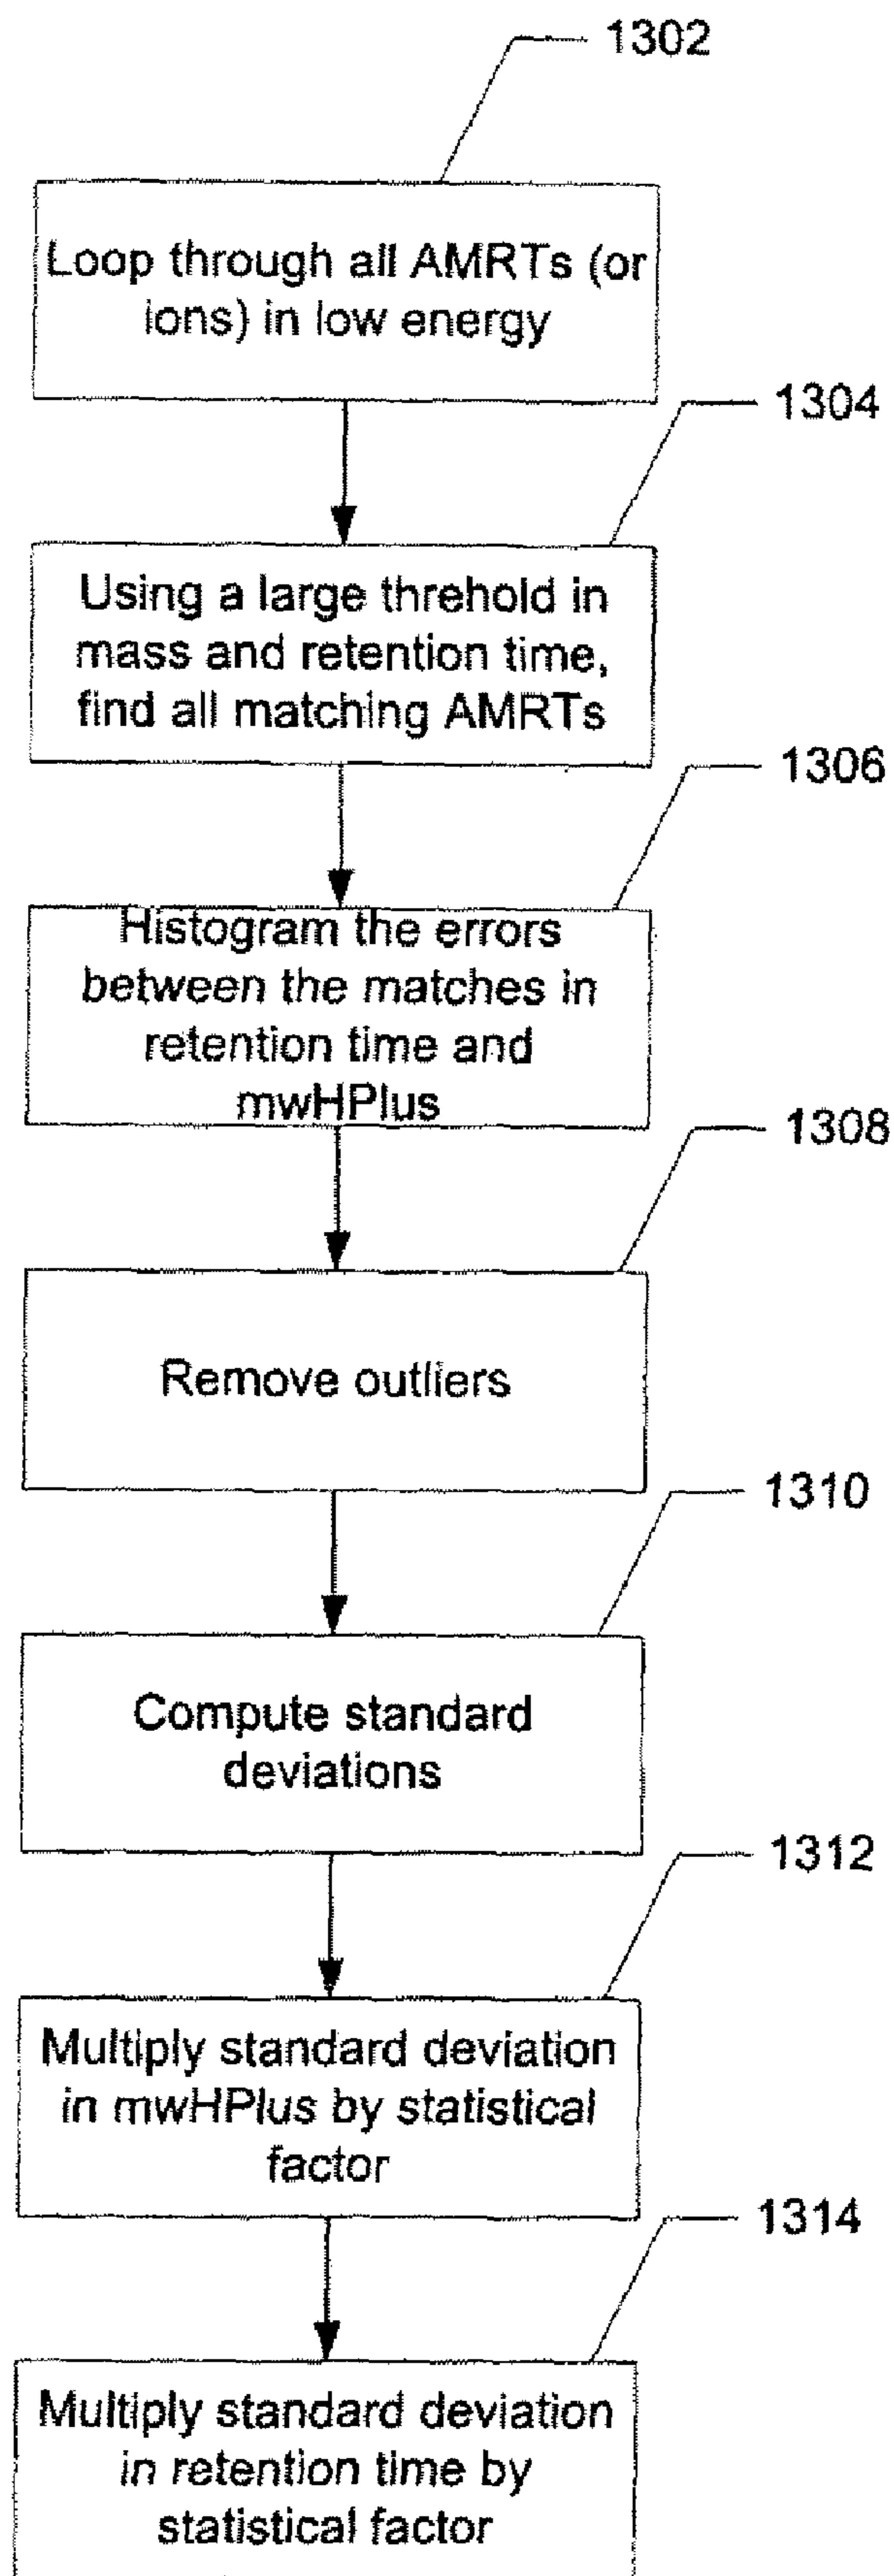 1302
Loop through all AMRTs (or
ions) in low energy
1304
Using a large threhold in
mass and retention time,
find all matching AMRTs
1306
Histogram the errors
between the matches in
retention time and
mwHPlus
1308
Remove outliers
1310
Compute standard
deviations
1312
Multiply standard deviation
in mwHPlus by statistical
factor
1314
Multiply standard deviation
in retention time by
statistical factor